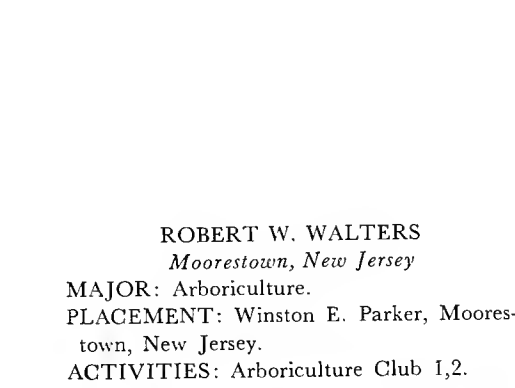 ROBERT W. WALTERS
Moorestown, New Jersey
MAJOR: Arboriculture.
PLACEMENT: Winston E. Parker, Moores-
town, New Jersey.
ACTIVITIES: Arboriculture Club 1,2.